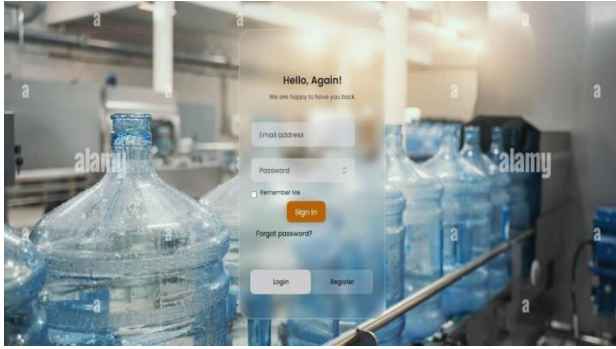 a
a
Hello, Again!
We are happy to have you back.
a
a
a
Email address
alamy
alamy
Password
Remember Me
Sign In
Forgot password?
a
a
Login
Register
a
a